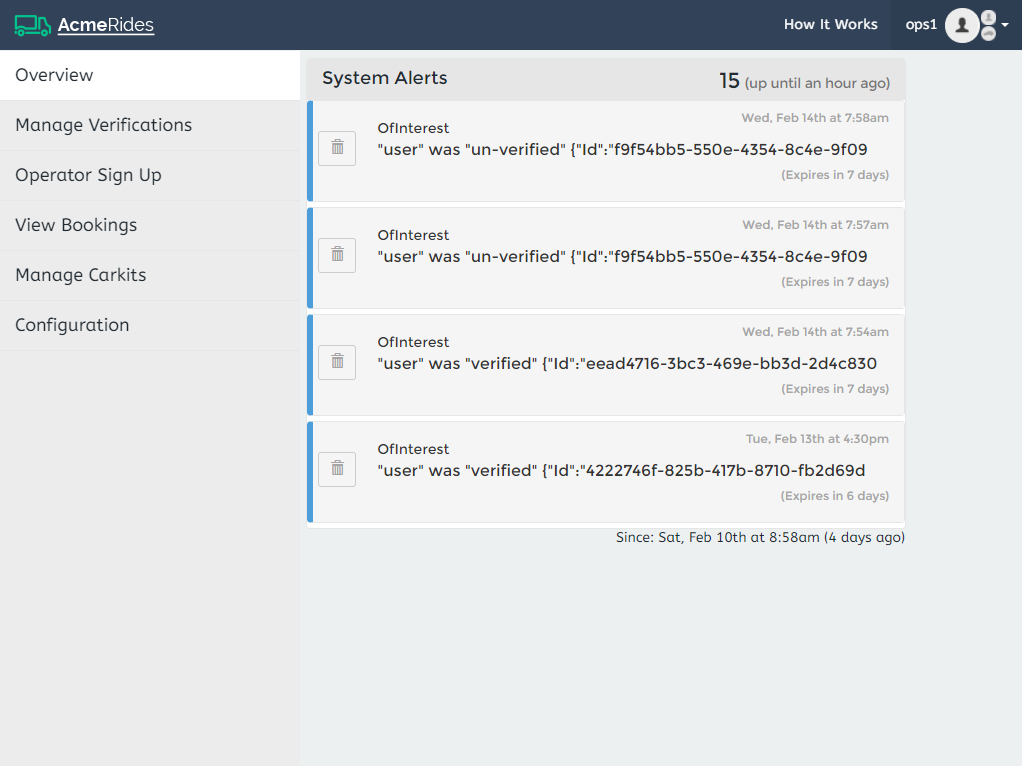 AcmeRides
How It Works
ops1
Overview
Manage Verifications
Operator Sign Up
View Bookings
Manage Carkits
Configuration
System Alerts
15 (up until an hour ago)
Wed, Feb 14th at 7:58am
OfInterest
"user" was "un-verified" {"Id":"f9f54bb5-550e-4354-8c4e-9f09
(Expires in 7 days)
Wed, Feb 14th at 7:57am
OfInterest
"user" was "un-verified" {"Id":"f9f54bb5-550e-4354-8c4e-9f09
(Expires in 7 days)
Wed, Feb 14th at 7:54am
OfInterest
"user" was "verified" {"Id":"eead4716-3bc3-469e-bb3d-2d4c830
(Expires in 7 days)
Tue, Feb 13th at 4:30pm
OfInterest
"user" was "verified" {"Id":"4222746f-825b-417b-8710-fb2d69d
(Expires in 6 days)
Since: Sat, Feb 10th at 8:58am (4 days ago)